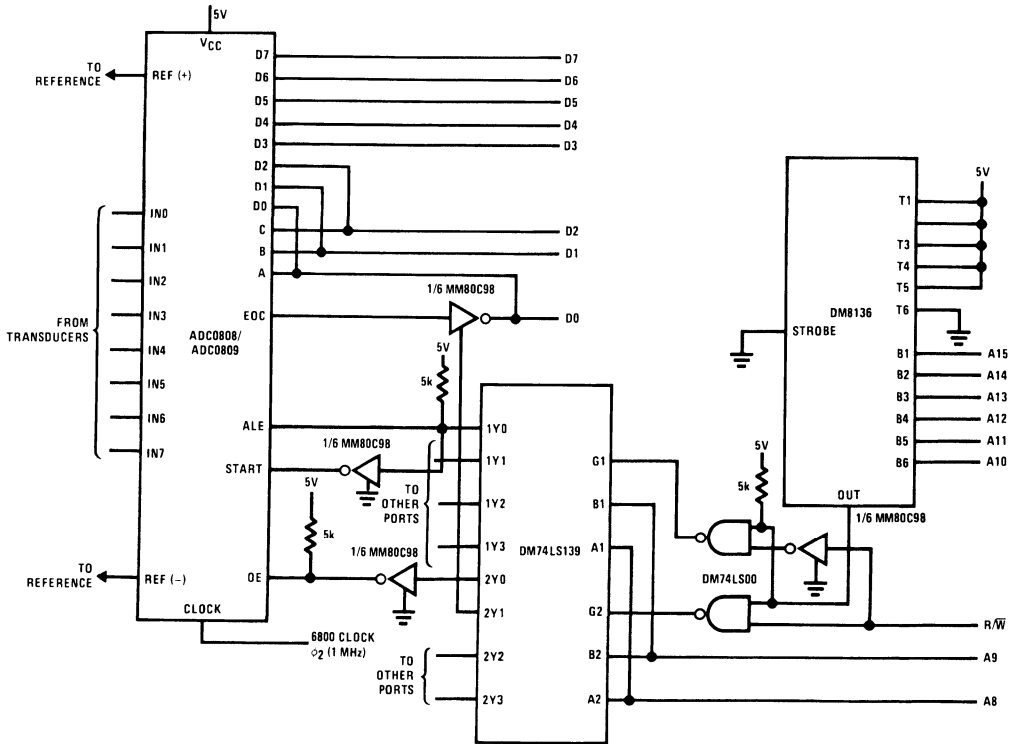 5V
VCC
TO
REFERENCE
REF (+)
D7
D6
D5
D4
D3
D2
D1
D0
C
B
A
EOC
ALE
START
OE
D7
D6
D5
D4
D3
D2
D1
D0
FROM
TRANSDUCERS
IN0
IN1
IN2
IN3
IN4
IN5
IN6
IN7
ADC0808/
ADC0809
TO
REFERENCE
REF (−)
CLOCK
6800 CLOCK
ϕ2 (1 MHz)
1/6 MM80C98
5V
5k
1/6 MM80C98
5V
5k
1/6 MM80C98
TO
OTHER
PORTS
TO
OTHER
PORTS
1Y0
1Y1
1Y2
1Y3
2Y0
2Y1
2Y2
2Y3
DM74LS139
G1
B1
A1
G2
B2
A2
5V
5k
DM74LS00
1/6 MM80C98
STROBE
DM8136
OUT
5V
T1
T3
T4
T5
T6
B1
B2
B3
B4
B5
B6
A15
A14
A13
A12
A11
A10
R/W̅
A9
A8